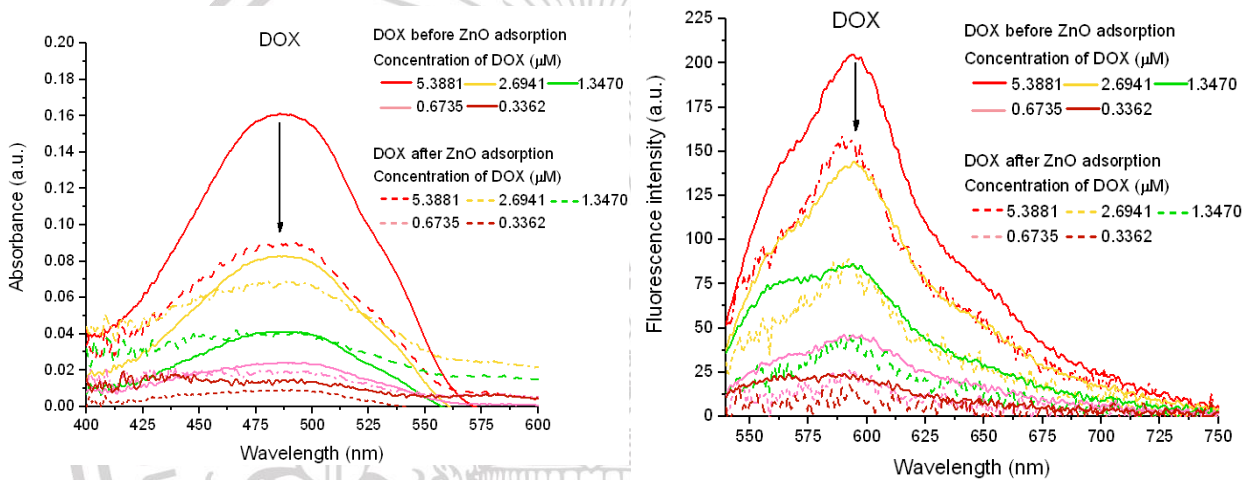 DOX
DOX before ZnO adsorption
Concentration of DOX (μM)
5.3881 2.6941 1.3470
0.6735 0.3362
DOX after ZnO adsorption
Concentration of DOX (μM)
5.3881 2.6941 1.3470
0.6735 0.3362
Absorbance (a.u.)
0.20
0.18
0.16
0.14
0.12
0.10
0.08
0.06
0.04
0.02
0.00
400 425 450 475 500 525 550 575 600
Wavelength (nm)
DOX
DOX before ZnO adsorption
Concentration of DOX (μM)
5.3881 2.6941 1.3470
0.6735 0.3362
DOX after ZnO adsorption
Concentration of DOX (μM)
5.3881 2.6941 1.3470
0.6735 0.3362
Fluorescence intensity (a.u.)
225
200
175
150
125
100
75
50
25
0
550 575 600 625 650 675 700 725 750
Wavelength (nm)